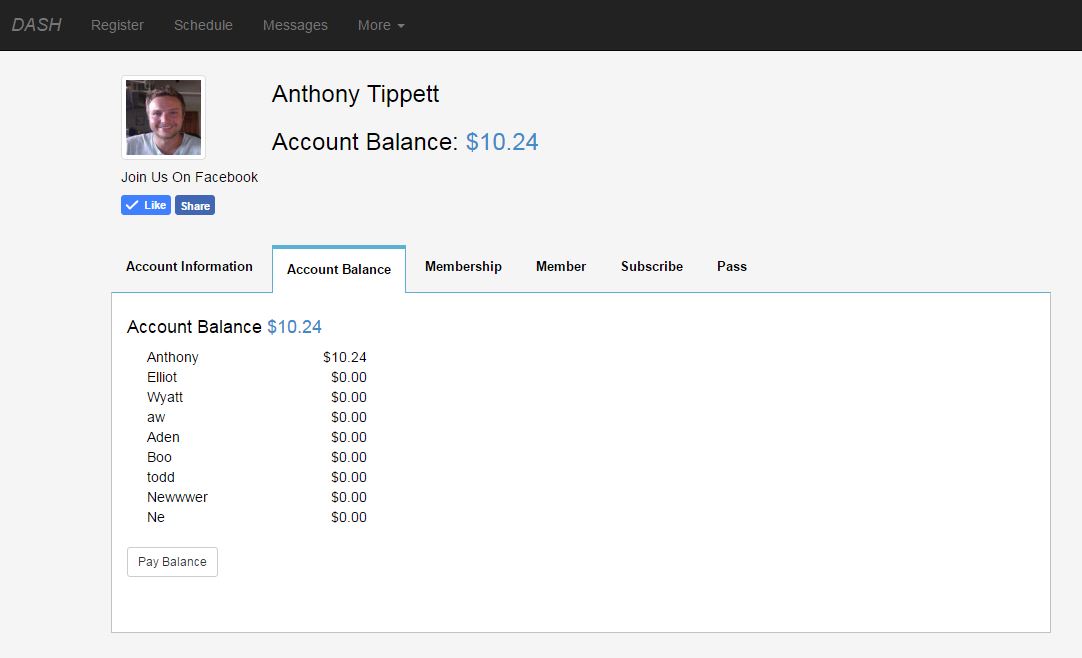 DASH Register Schedule Messages More
Anthony Tippett
Account Balance: $10.24
Join Us On Facebook
Like Share
Account Information Account Balance Membership Member Subscribe Pass
Account Balance $10.24
Anthony $10.24
Elliot $0.00
Wyatt $0.00
aw $0.00
Aden $0.00
Boo $0.00
todd $0.00
Newwwer $0.00
Ne $0.00
Pay Balance